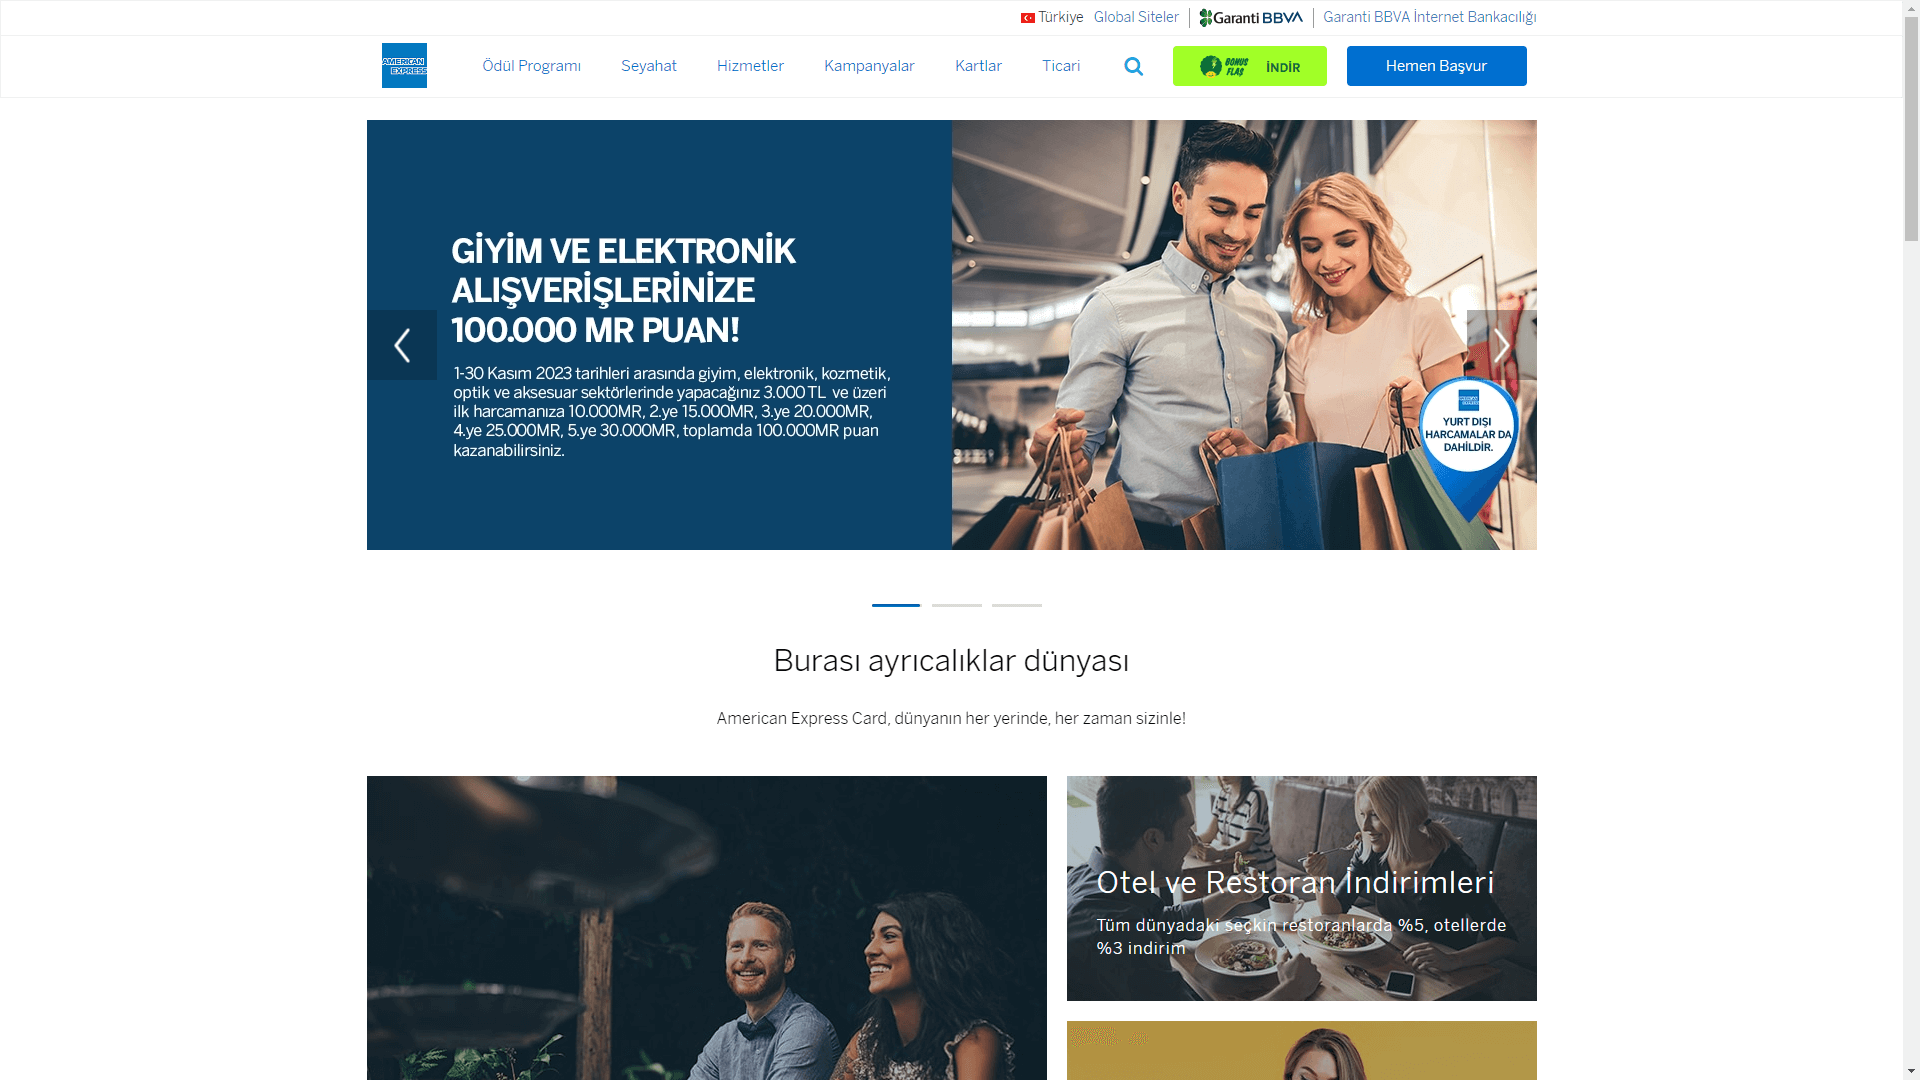 Türkiye Global Siteler Garanti BBVA Garanti BBVA İnternet Bankacılığı
AMERICAN
EXPRESS
Ödül Programı Seyahat Hizmetler Kampanyalar Kartlar Ticari
BONUS
FLAŞ
İNDİR
Hemen Başvur
GİYİM VE ELEKTRONİK
ALIŞVERİŞLERİNİZE
100.000 MR PUAN!
1-30 Kasım 2023 tarihleri arasında giyim, elektronik, kozmetik,
optik ve aksesuar sektörlerinde yapacağınız 3.000 TL ve üzeri
ilk harcamanıza 10.000MR, 2.ye 15.000MR, 3.ye 20.000MR,
4.ye 25.000MR, 5.ye 30.000MR, toplamda 100.000MR puan
kazanabilirsiniz.
AMERICAN
EXPRESS
YURT DIŞI
HARCAMALAR DA
DAHİLDİR.
Burası ayrıcalıklar dünyası
American Express Card, dünyanın her yerinde, her zaman sizinle!
Otel ve Restoran İndirimleri
Tüm dünyadaki seçkin restoranlarda %5, otellerde
%3 indirim